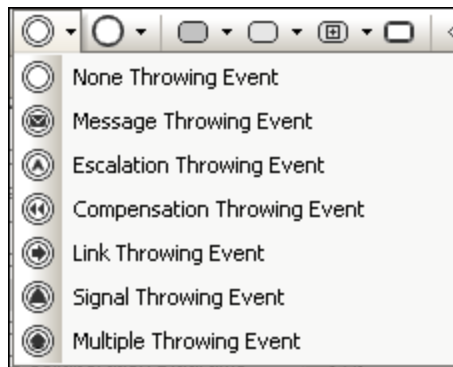 None Throwing Event
Message Throwing Event
Escalation Throwing Event
Compensation Throwing Event
Link Throwing Event
Signal Throwing Event
Multiple Throwing Event